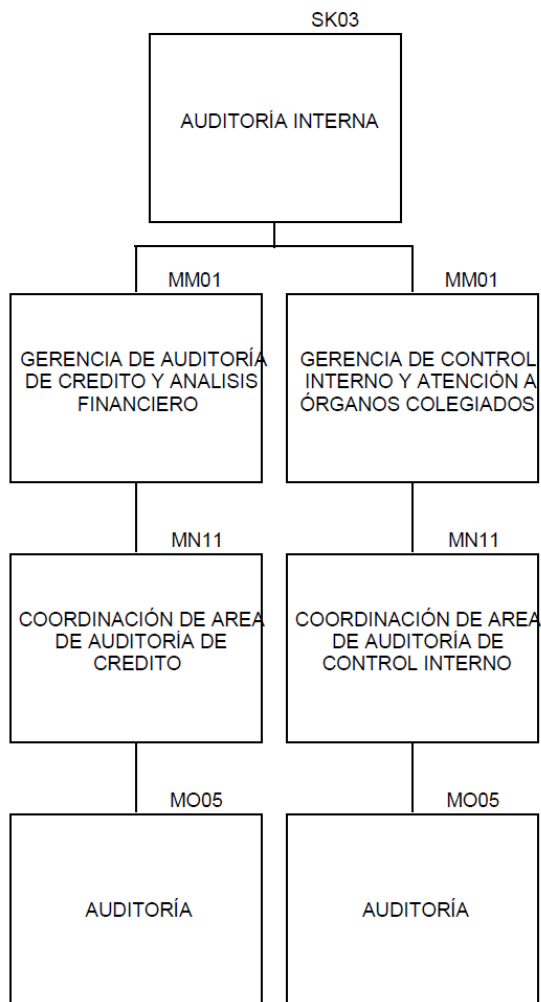 SK03
AUDITORÍA INTERNA
MM01
GERENCIA DE AUDITORÍA
DE CREDITO Y ANALISIS
FINANCIERO
MM01
GERENCIA DE CONTROL
INTERNO Y ATENCIÓN A
ÓRGANOS COLEGIADOS
MN11
COORDINACIÓN DE AREA
DE AUDITORÍA DE
CREDITO
MN11
COORDINACIÓN DE AREA
DE AUDITORÍA DE
CONTROL INTERNO
MO05
AUDITORÍA
MO05
AUDITORÍA